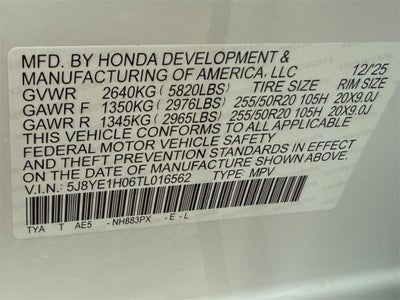 MFD. BY HONDA DEVELOPMENT &
MANUFACTURING OF AMERICA, LLC 12/25
GVWR 2640KG (5820LBS) TIRE SIZE RIM SIZE
GAWR F 1350KG (2976LBS) 255/50R20 105H 20X9.0J
GAWR R 1345KG (2965LBS) 255/50R20 105H 20X9.0J
THIS VEHICLE CONFORMS TO ALL APPLICABLE
FEDERAL MOTOR VEHICLE SAFETY
AND THEFT PREVENTION STANDARDS IN EFFECT
ON THE DATE OF MANUFACTURE SHOWN ABOVE.
V.I.N.: 5J8YE1H06TL016562 TYPE: MPV
TYA T AE5 - NH883PX - E - L